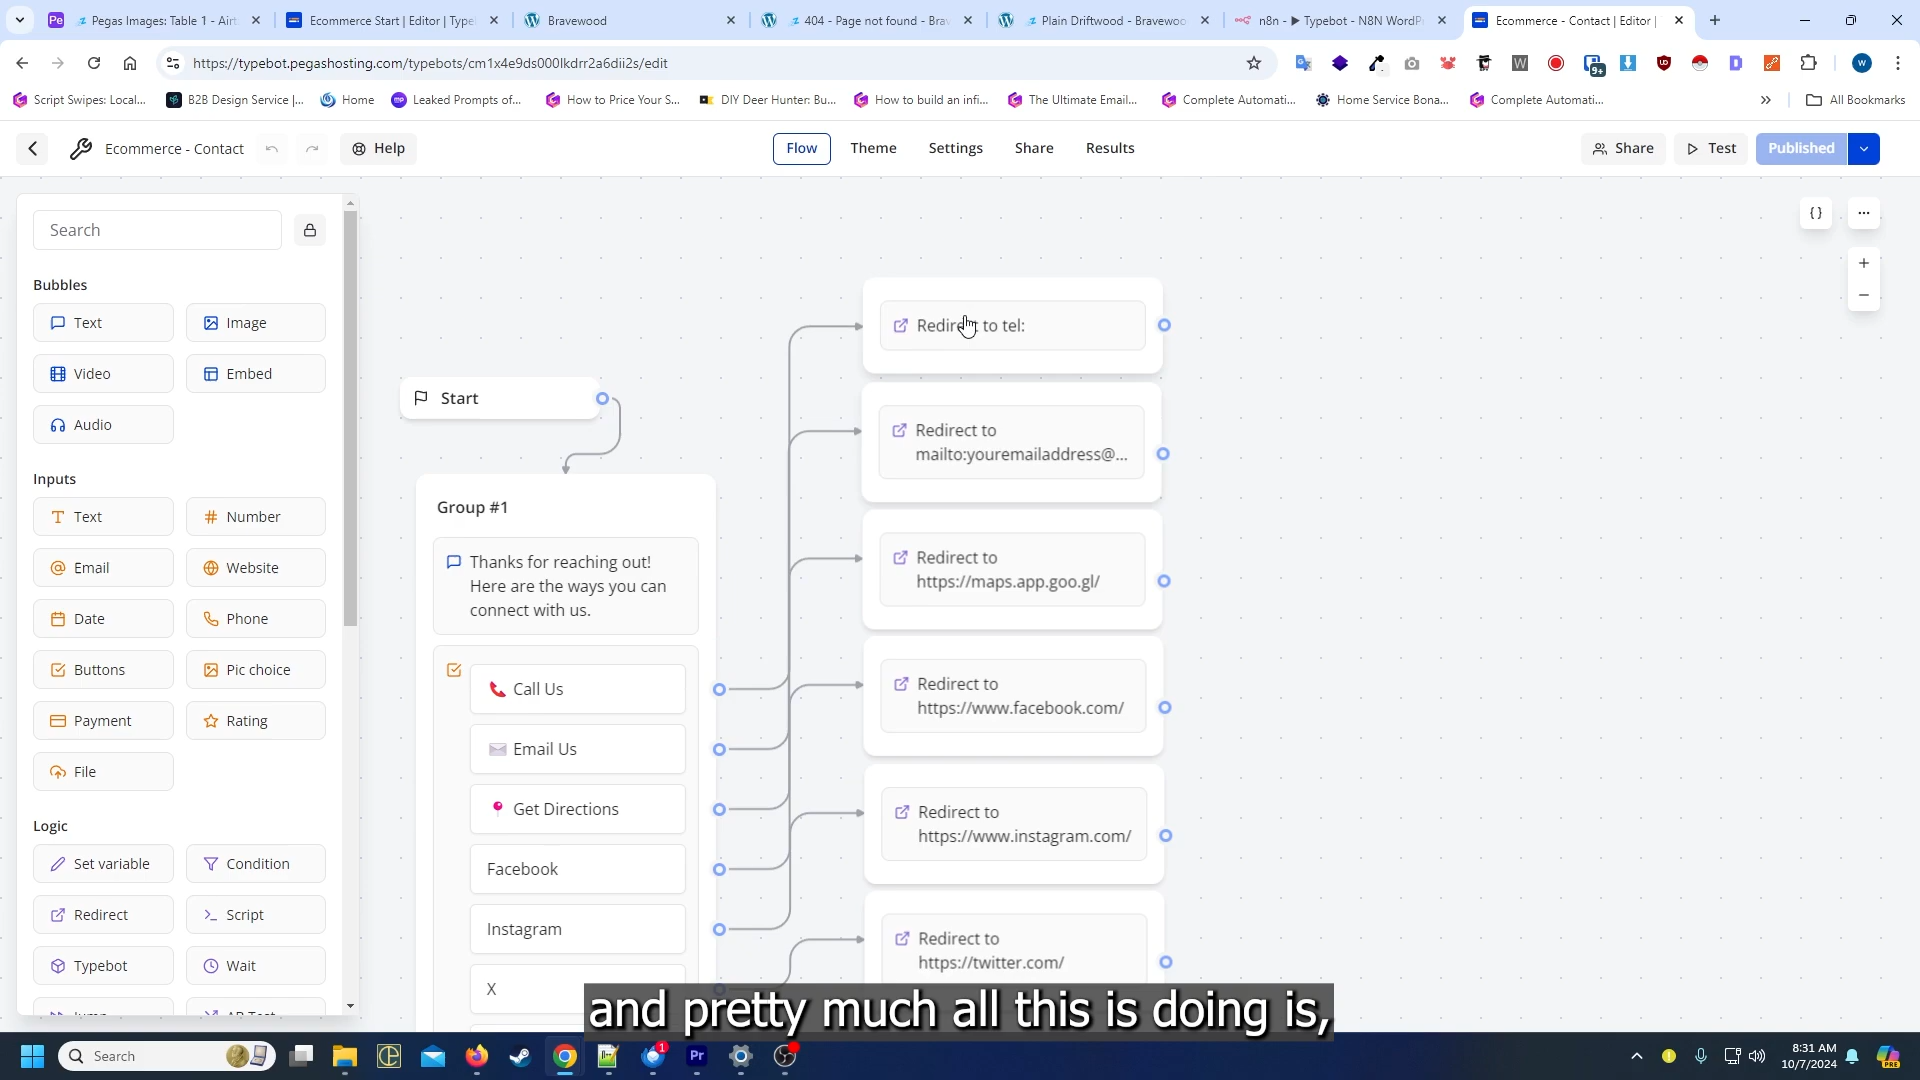 Pegas Images: Table 1 - Airt
Ecommerce Start | Editor | Typel
Bravewood
404 - Page not found - Brav
Plain Driftwood - Bravewoo
n8n - ▶ Typebot - N8N WordPr
Ecommerce - Contact | Editor |
https://typebot.pegashosting.com/typebots/cm1x4e9ds000lkdrr2a6dii2s/edit
9+
Script Swipes: Local...
B2B Design Service |...
Home
Leaked Prompts of...
How to Price Your S...
DIY Deer Hunter: Bu...
How to build an infi...
The Ultimate Email...
Complete Automati...
Home Service Bona...
Complete Automati...
All Bookmarks
Ecommerce - Contact
Help
Flow
Theme
Settings
Share
Results
Share
Test
Published
Search
Bubbles
Text
Image
Video
Embed
Audio
Inputs
Text
Number
Email
Website
Date
Phone
Buttons
Pic choice
Payment
Rating
File
Logic
Set variable
Condition
Redirect
Script
Typebot
Wait
Jump
AB Test
Start
Group #1
Thanks for reaching out!
Here are the ways you can
connect with us.
Call Us
Email Us
Get Directions
Facebook
Instagram
X
Redirect to tel:
Redirect to
mailto:youremailaddress@...
Redirect to
https://maps.app.goo.gl/
Redirect to
https://www.facebook.com/
Redirect to
https://www.instagram.com/
Redirect to
https://twitter.com/
and pretty much all this is doing is,
Search
1
8:31 AM
10/7/2024